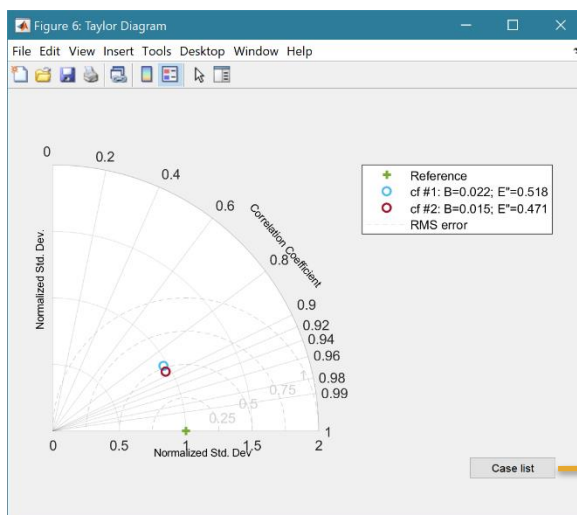 Figure 6: Taylor Diagram
File Edit View Insert Tools Desktop Window Help
0
0.2
0.4
0.6
Correlation Coefficient
0.8
0.9
0.92
0.94
0.96
0.98
0.99
1
Reference
cf #1: B=0.022; E"=0.518
cf #2: B=0.015; E"=0.471
RMS error
Normalized Std. Dev.
1
0.75
0.5
0.25
0 0.5 1 1.5 2
Normalized Std. Dev.
Case list